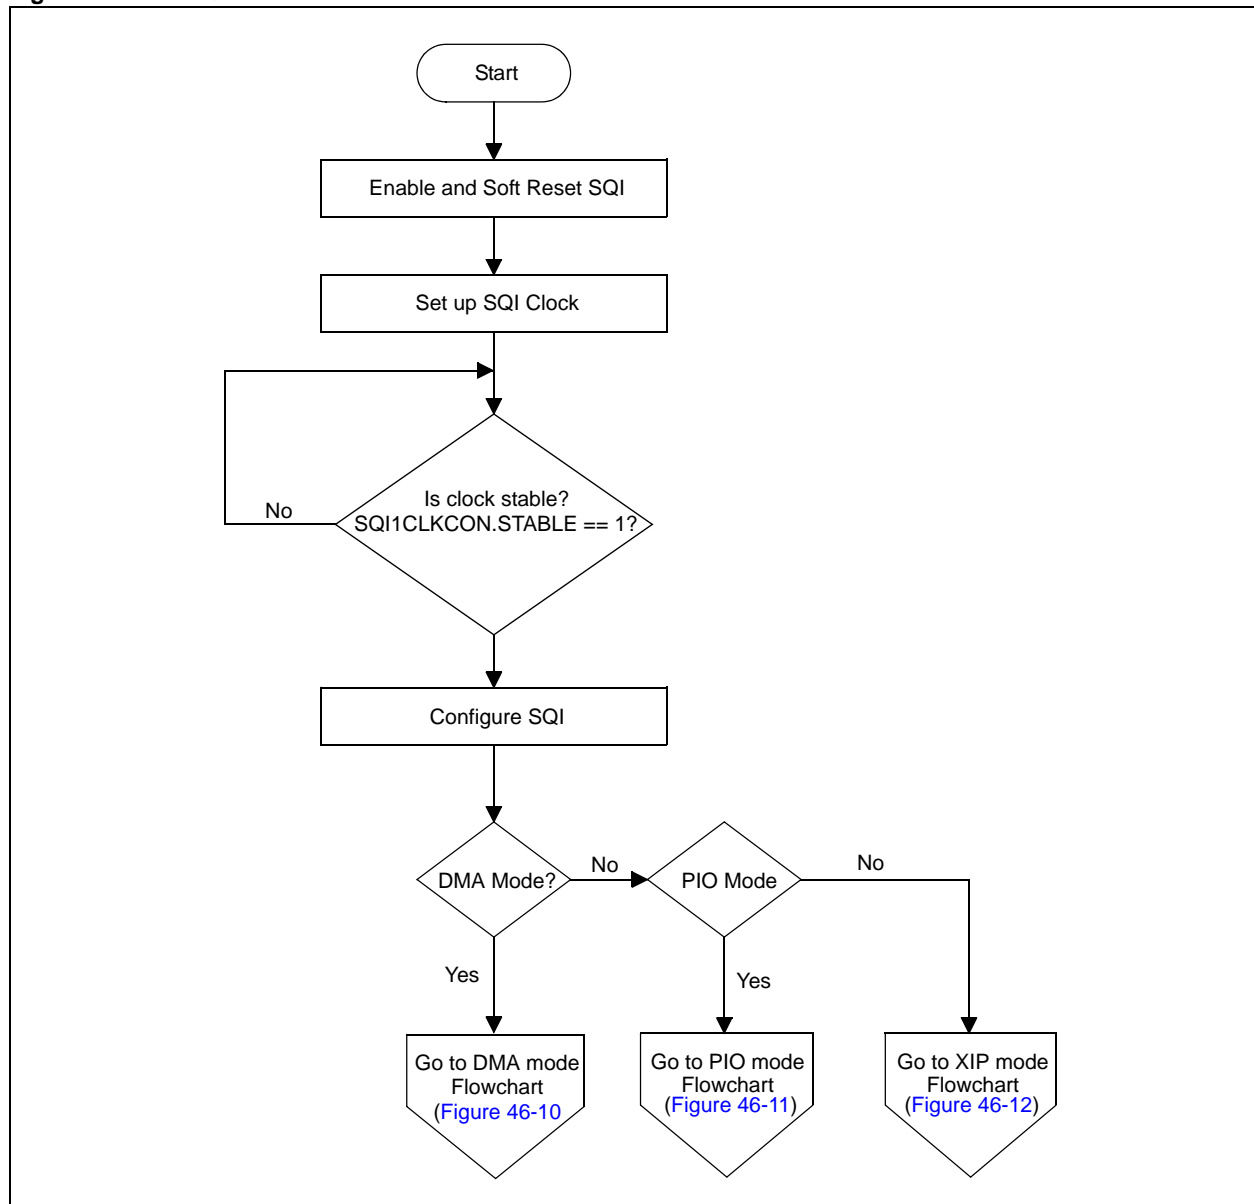 Start
Enable and Soft Reset SQI
Set up SQI Clock
Is clock stable?
SQI1CLKCON.STABLE == 1?
No
Configure SQI
DMA Mode?
No
PIO Mode
No
Yes
Yes
Go to DMA mode
Flowchart
(Figure 46-10
Go to PIO mode
Flowchart
(Figure 46-11)
Go to XIP mode
Flowchart
(Figure 46-12)